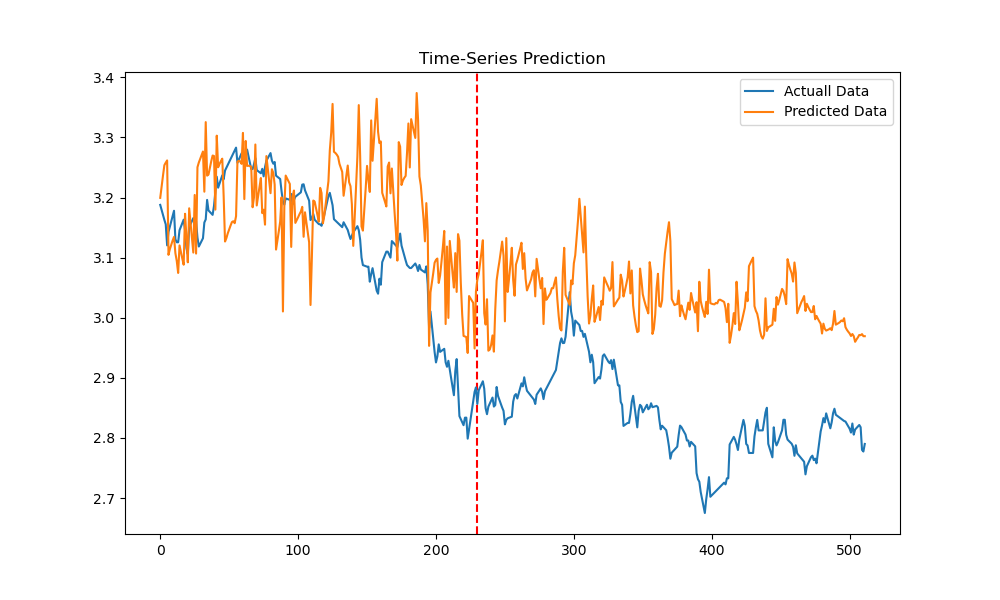 Time-Series Prediction
Actuall Data
Predicted Data
3.4
3.3
3.2
3.1
3.0
2.9
2.8
2.7
0 100 200 300 400 500